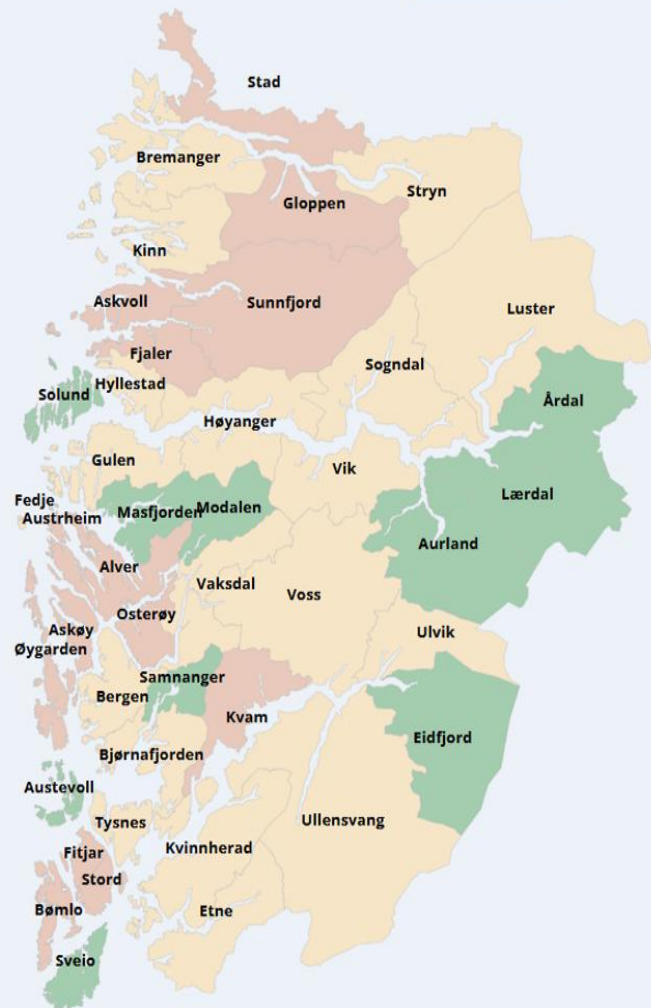 Stad
Bremanger
Stryn
Gloppen
Kinn
Askvoll
Sunnfjord
Luster
Fjaler
Sogndal
Hyllestad
Solund
Årdal
Høyanger
Gulen
Vik
Lærdal
Fedje
Masfjorden
Modalen
Austrheim
Aurland
Alver
Vaksdal
Voss
Osterøy
Askøy
Ulvik
Øygarden
Samnanger
Bergen
Kvam
Eidfjord
Bjørnafjorden
Austevoll
Tysnes
Ullensvang
Fitjar
Kvinnherad
Stord
Bømlo
Etne
Sveio